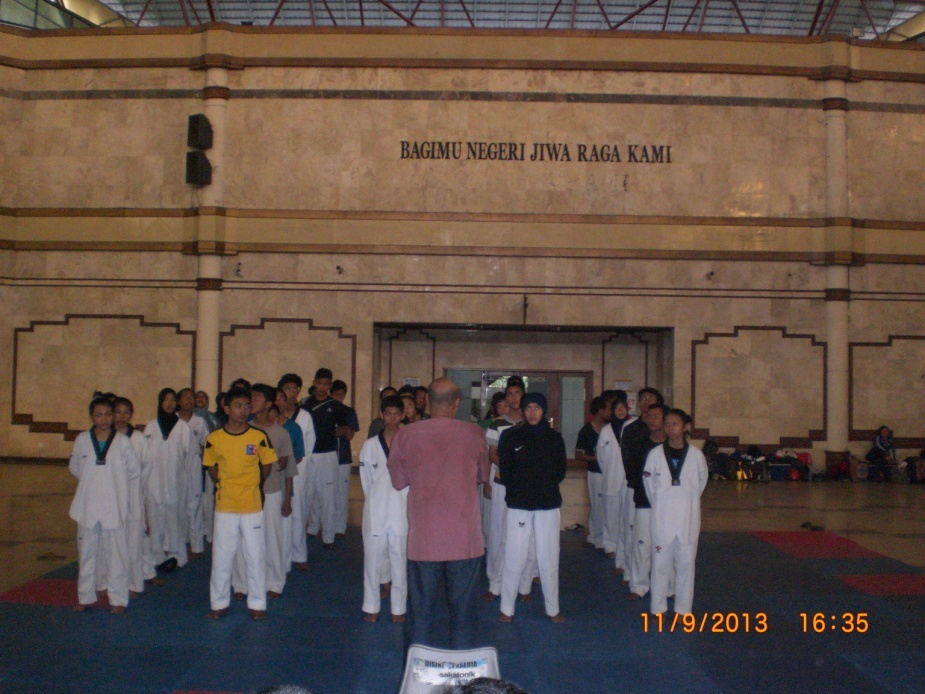 BAGIMU NEGERI JIWA RAGA KAMI
11/9/2013 16:35